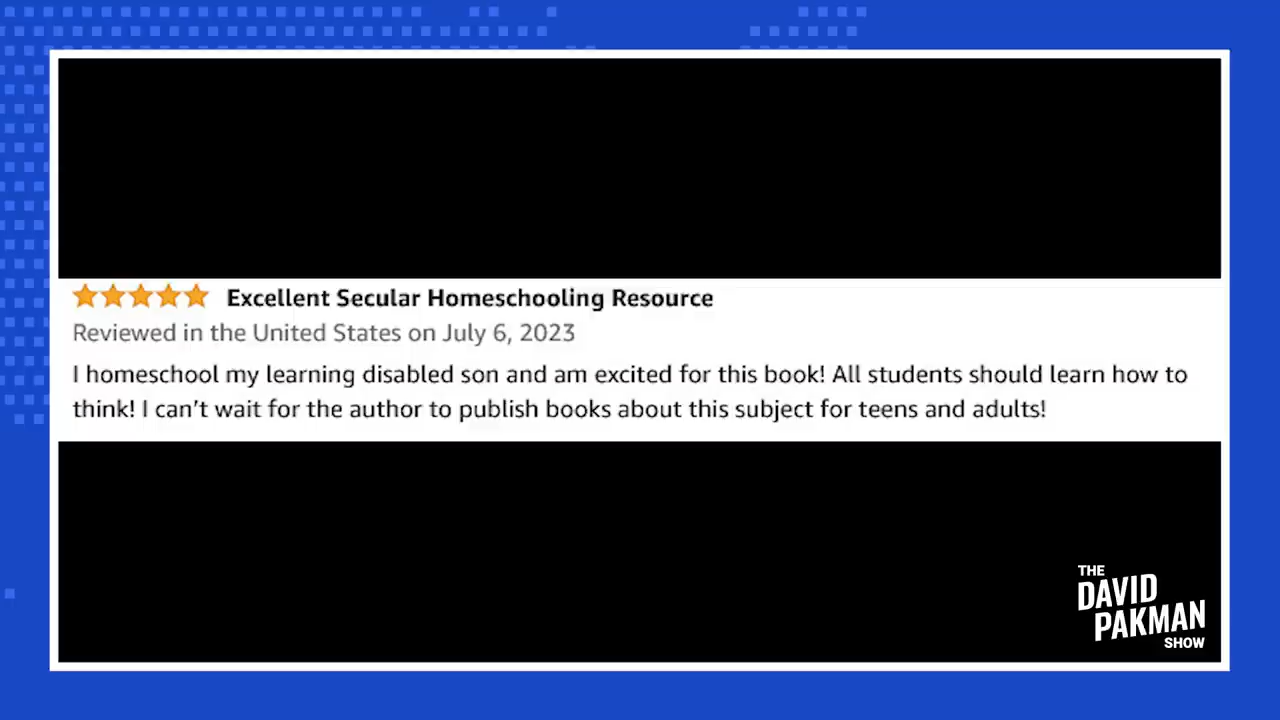 Excellent Secular Homeschooling Resource
Reviewed in the United States on July 6, 2023
I homeschool my learning disabled son and am excited for this book! All students should learn how to
think! I can't wait for the author to publish books about this subject for teens and adults!
THE
DAVID
PAKMAN
SHOW